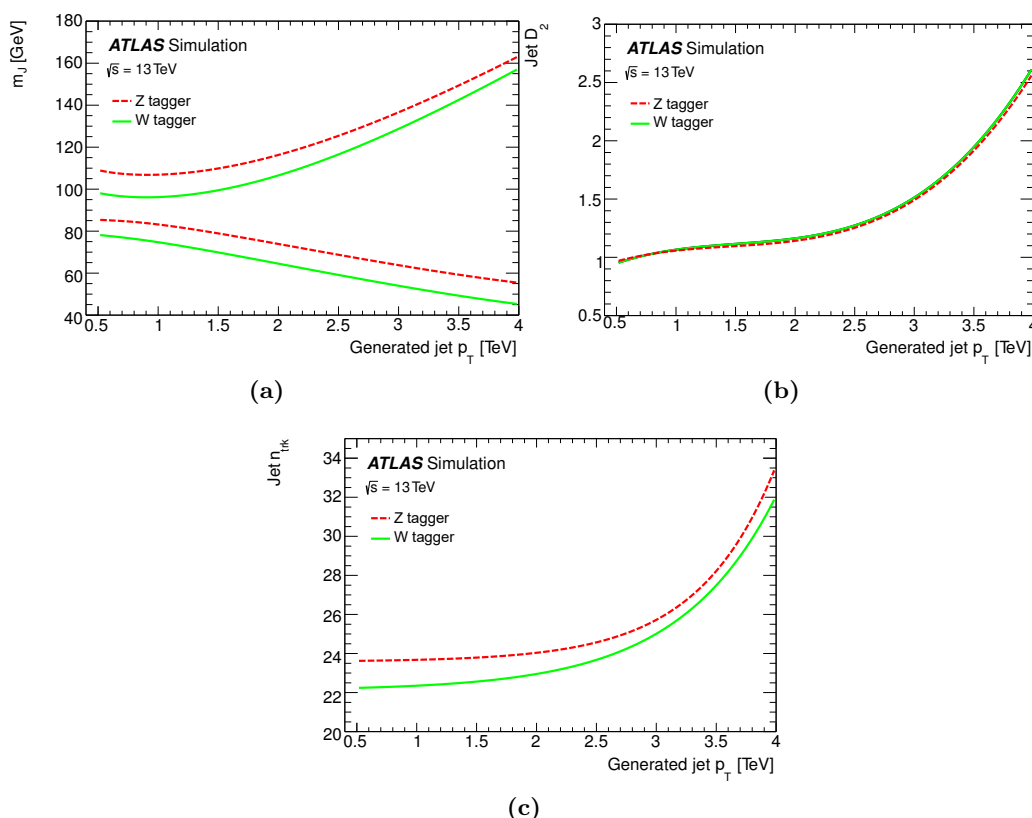 m_J [GeV]
180
160
140
120
100
80
60
40
ATLAS Simulation
√s = 13 TeV
Z tagger
W tagger
0.5 1 1.5 2 2.5 3 3.5 4
Generated jet p_T [TeV]
(a)
Jet D_2
3
2.5
2
1.5
1
0.5
ATLAS Simulation
√s = 13 TeV
Z tagger
W tagger
0.5 1 1.5 2 2.5 3 3.5 4
Generated jet p_T [TeV]
(b)
Jet n_trk
34
32
30
28
26
24
22
20
ATLAS Simulation
√s = 13 TeV
Z tagger
W tagger
0.5 1 1.5 2 2.5 3 3.5 4
Generated jet p_T [TeV]
(c)